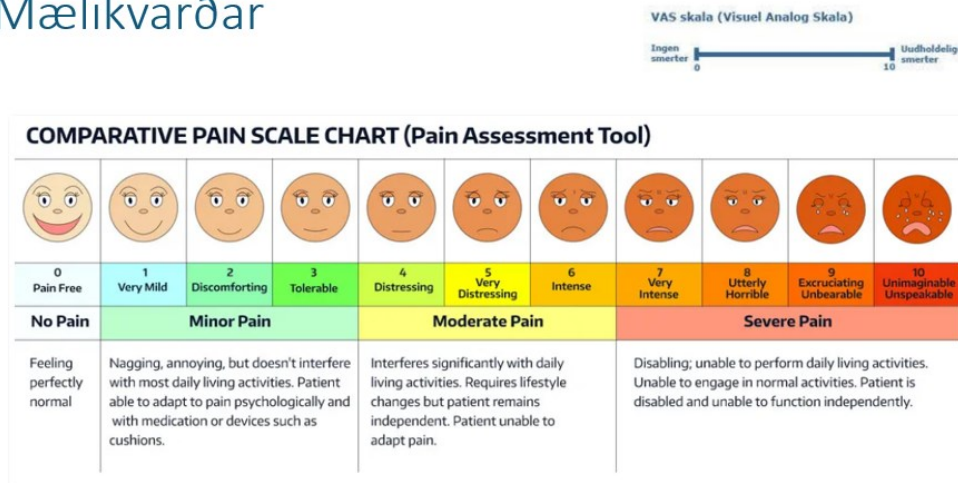 Mælikvarðar
VAS skala (Visuel Analog Skala)
Ingen
smerter
0
10
Uudholdelig
smerter
COMPARATIVE PAIN SCALE CHART (Pain Assessment Tool)
0
Pain Free
1
Very Mild
2
Discomforting
3
Tolerable
4
Distressing
5
Very
Distressing
6
Intense
7
Very
Intense
8
Utterly
Horrible
9
Excruciating
Unbearable
10
Unimaginable
Unspeakable
No Pain
Minor Pain
Moderate Pain
Severe Pain
Feeling
perfectly
normal
Nagging, annoying, but doesn't interfere
with most daily living activities. Patient
able to adapt to pain psychologically and
with medication or devices such as
cushions.
Interferes significantly with daily
living activities. Requires lifestyle
changes but patient remains
independent. Patient unable to
adapt pain.
Disabling; unable to perform daily living activities.
Unable to engage in normal activities. Patient is
disabled and unable to function independently.